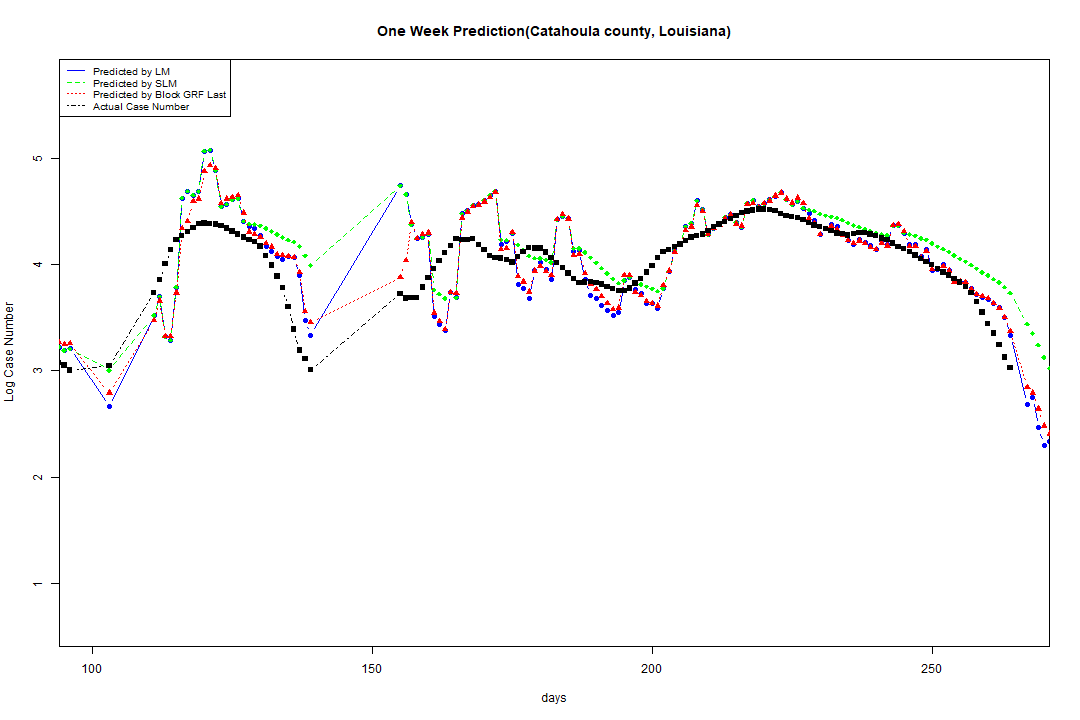 One Week Prediction(Catahoula county, Louisiana)
Predicted by LM
Predicted by SLM
Predicted by Block GRF Last
Actual Case Number
5
4
3
2
1
Log Case Number
100 150 200 250
days